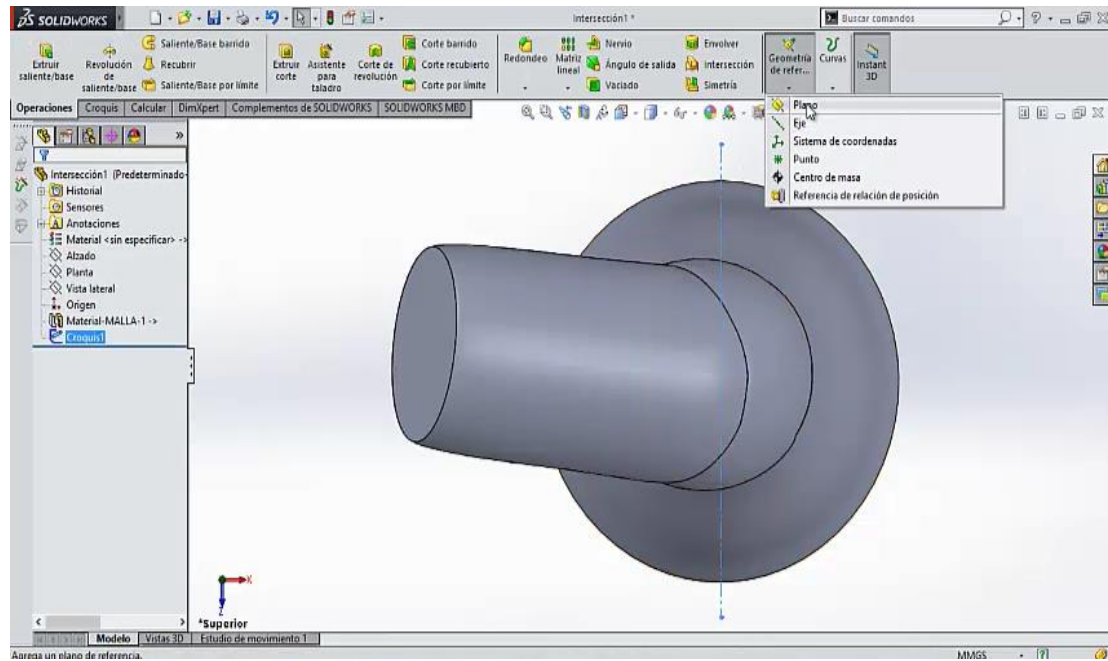 SOLIDWORKS
Intersección1 *
Buscar comandos
Extruir saliente/base
Revolución de saliente/base
Saliente/Base barrido
Recubrir
Saliente/Base por límite
Extruir corte
Asistente para taladro
Corte de revolución
Corte barrido
Corte recubierto
Corte por límite
Redondeo
Matriz lineal
Nervio
Ángulo de salida
Vaciado
Envolver
Intersección
Simetría
Geometría de refer...
Curvas
Instant 3D
Operaciones
Croquis
Calcular
DimXpert
Complementos de SOLIDWORKS
SOLIDWORKS MBD
Plano
Eje
Sistema de coordenadas
Punto
Centro de masa
Referencia de relación de posición
Intersección1 (Predeterminado
Historial
Sensores
Anotaciones
Material <sin especificar> ->
Alzado
Planta
Vista lateral
Origen
Material-MALLA-1 ->
Croquis1
X
Z
*Superior
Modelo
Vistas 3D
Estudio de movimiento 1
Agrega un plano de referencia.
MMGS